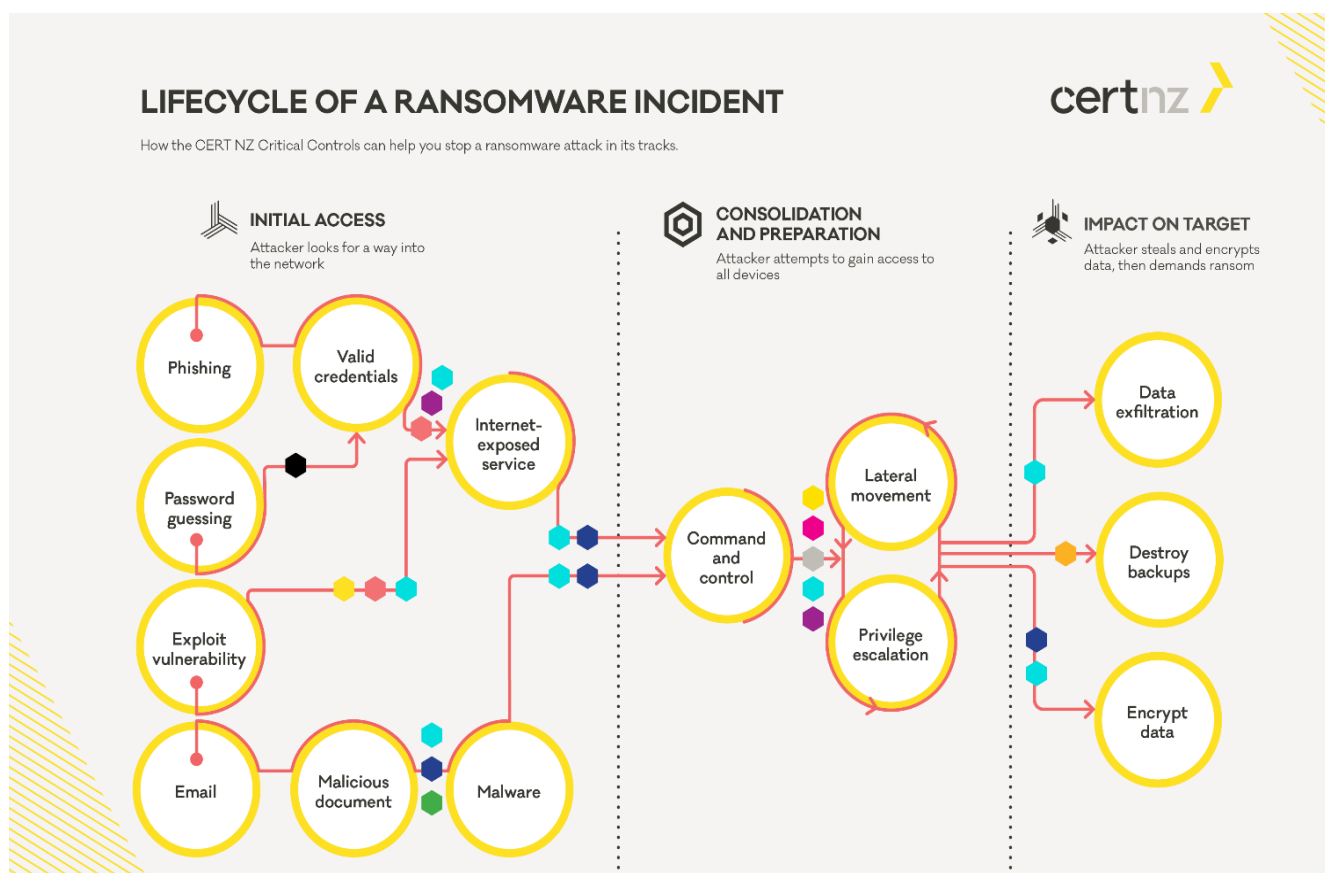 LIFECYCLE OF A RANSOMWARE INCIDENT
certnz
How the CERT NZ Critical Controls can help you stop a ransomware attack in its tracks.
INITIAL ACCESS
Attacker looks for a way into
the network
CONSOLIDATION
AND PREPARATION
Attacker attempts to gain access to
all devices
IMPACT ON TARGET
Attacker steals and encrypts
data, then demands ransom
Phishing
Valid
credentials
Internet-
exposed
service
Password
guessing
Exploit
vulnerability
Email
Malicious
document
Malware
Command
and
control
Lateral
movement
Privilege
escalation
Data
exfiltration
Destroy
backups
Encrypt
data